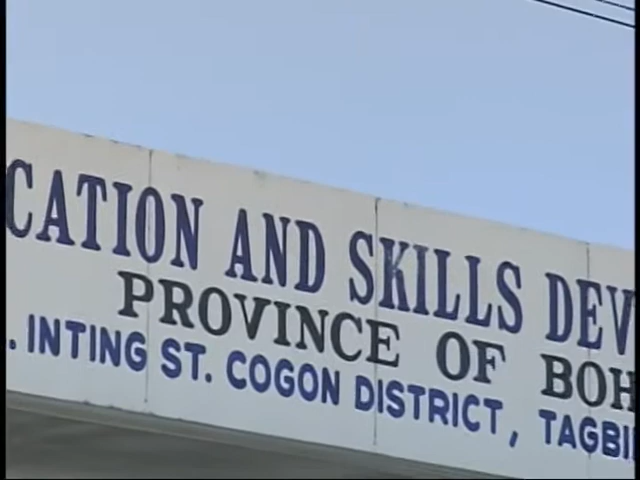 CATION AND SKILLS DEV
PROVINCE OF BOH
. INTING ST. COGON DISTRICT, TAGBI